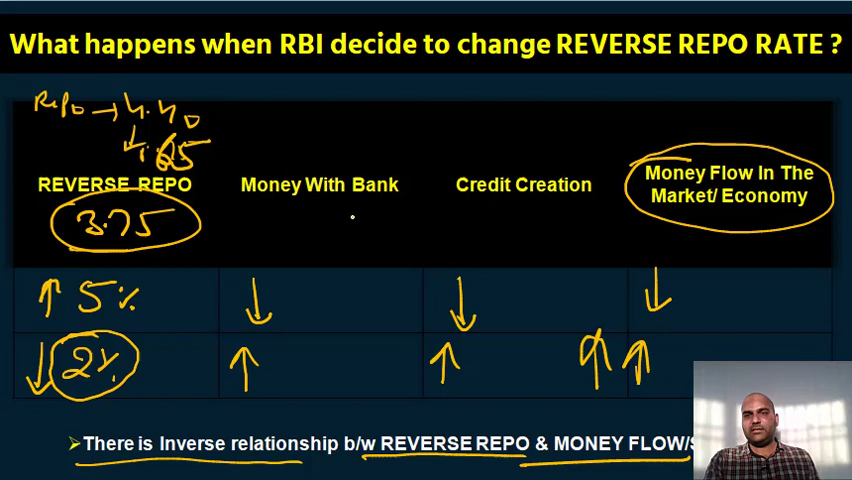 What happens when RBI decide to change REVERSE REPO RATE ?
Repo → 4.40
REVERSE REPO
Money With Bank
Credit Creation
Money Flow In The
Market/ Economy
3.75
↑ 5% ↓ ↓ ↓
↓ 2% ↑ ↑ ↑ ↑
➤There is Inverse relationship b/w REVERSE REPO & MONEY FLOW/